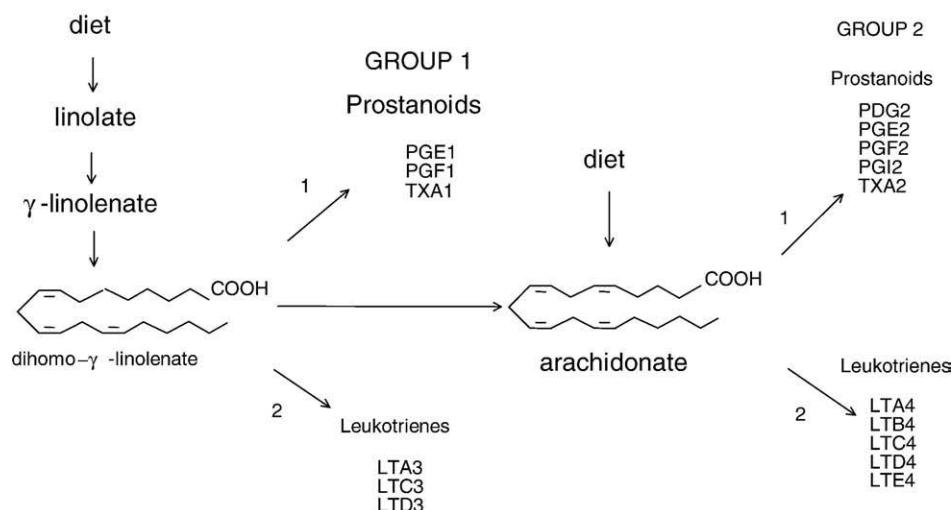 diet
linolate
γ-linolenate
COOH
dihomo-γ -linolenate
GROUP 1
Prostanoids
PGE1
PGF1
TXA1
1
2
Leukotrienes
LTA3
LTC3
LTD3
diet
COOH
arachidonate
GROUP 2
Prostanoids
PDG2
PGE2
PGF2
PGI2
TXA2
1
2
Leukotrienes
LTA4
LTB4
LTC4
LTD4
LTE4